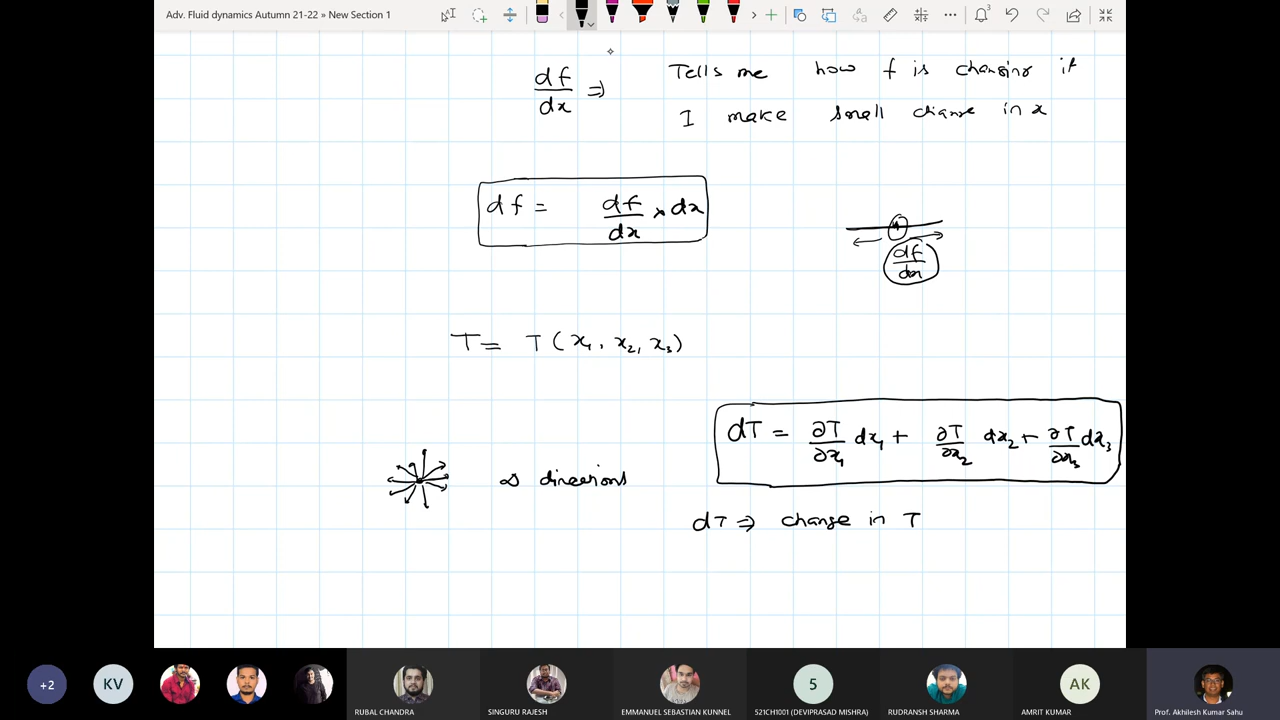 Adv. Fluid dynamics Autumn 21-22 » New Section 1
df/dx ⇒ Tells me how f is changing if
I make small change in x
df = df/dx × dx
df/dx
T = T(x₁, x₂, x₃)
dT = ∂T/∂x₁ dx₁ + ∂T/∂x₂ dx₂ + ∂T/∂x₃ dx₃
∞ directions
dT ⇒ change in T
+2
KV
RUBAL CHANDRA
SINGURU RAJESH
EMMANUEL SEBASTIAN KUNNEL
5
521CH1001 (DEVIPRASAD MISHRA)
RUDRANSH SHARMA
AK
AMRIT KUMAR
Prof. Akhilesh Kumar Sahu